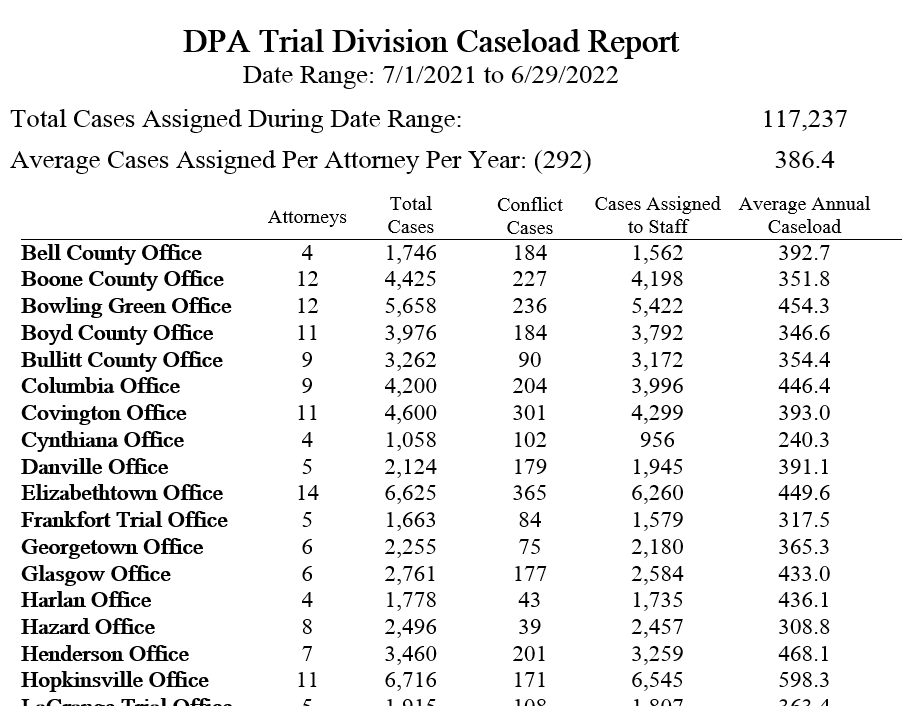 DPA Trial Division Caseload Report
Date Range: 7/1/2021 to 6/29/2022
Total Cases Assigned During Date Range: 117,237
Average Cases Assigned Per Attorney Per Year: (292) 386.4
Attorneys Total Cases Conflict Cases Cases Assigned to Staff Average Annual Caseload
Bell County Office 4 1,746 184 1,562 392.7
Boone County Office 12 4,425 227 4,198 351.8
Bowling Green Office 12 5,658 236 5,422 454.3
Boyd County Office 11 3,976 184 3,792 346.6
Bullitt County Office 9 3,262 90 3,172 354.4
Columbia Office 9 4,200 204 3,996 446.4
Covington Office 11 4,600 301 4,299 393.0
Cynthiana Office 4 1,058 102 956 240.3
Danville Office 5 2,124 179 1,945 391.1
Elizabethtown Office 14 6,625 365 6,260 449.6
Frankfort Trial Office 5 1,663 84 1,579 317.5
Georgetown Office 6 2,255 75 2,180 365.3
Glasgow Office 6 2,761 177 2,584 433.0
Harlan Office 4 1,778 43 1,735 436.1
Hazard Office 8 2,496 39 2,457 308.8
Henderson Office 7 3,460 201 3,259 468.1
Hopkinsville Office 11 6,716 171 6,545 598.3
LaGrange Trial Office 5 1,915 108 1,807 363.4